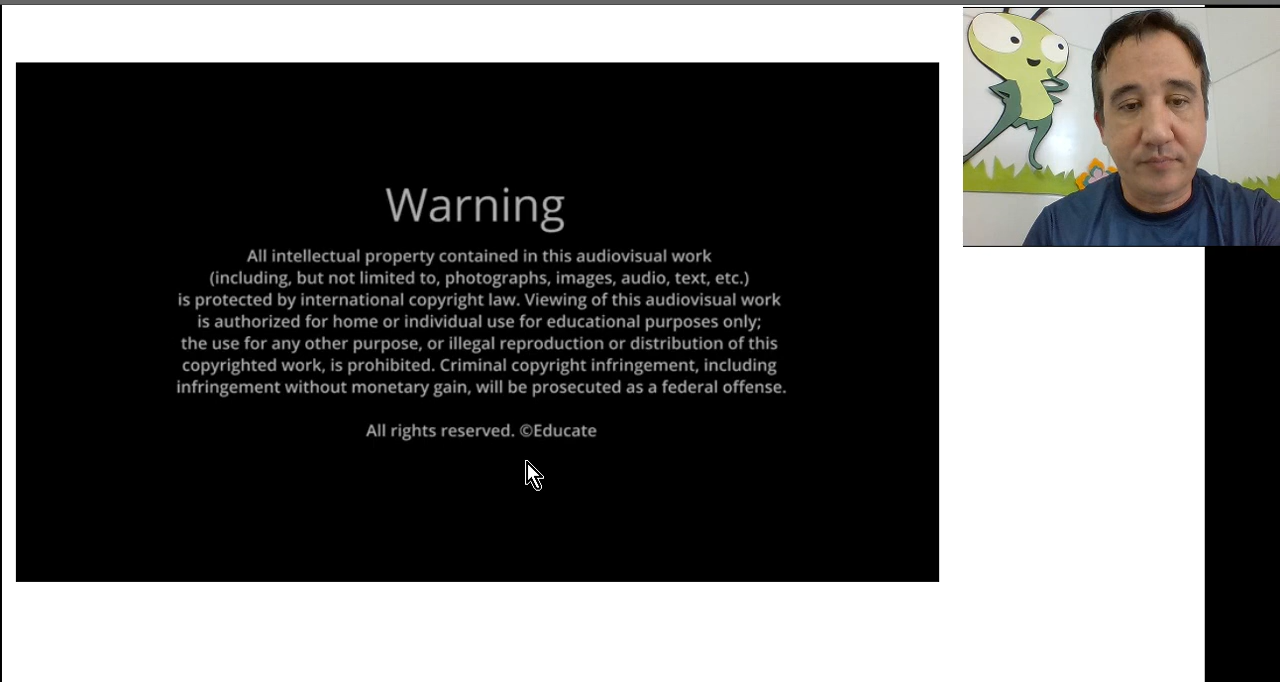 Warning
All intellectual property contained in this audiovisual work
(including, but not limited to, photographs, images, audio, text, etc.)
is protected by international copyright law. Viewing of this audiovisual work
is authorized for home or individual use for educational purposes only;
the use for any other purpose, or illegal reproduction or distribution of this
copyrighted work, is prohibited. Criminal copyright infringement, including
infringement without monetary gain, will be prosecuted as a federal offense.
All rights reserved. ©Educate